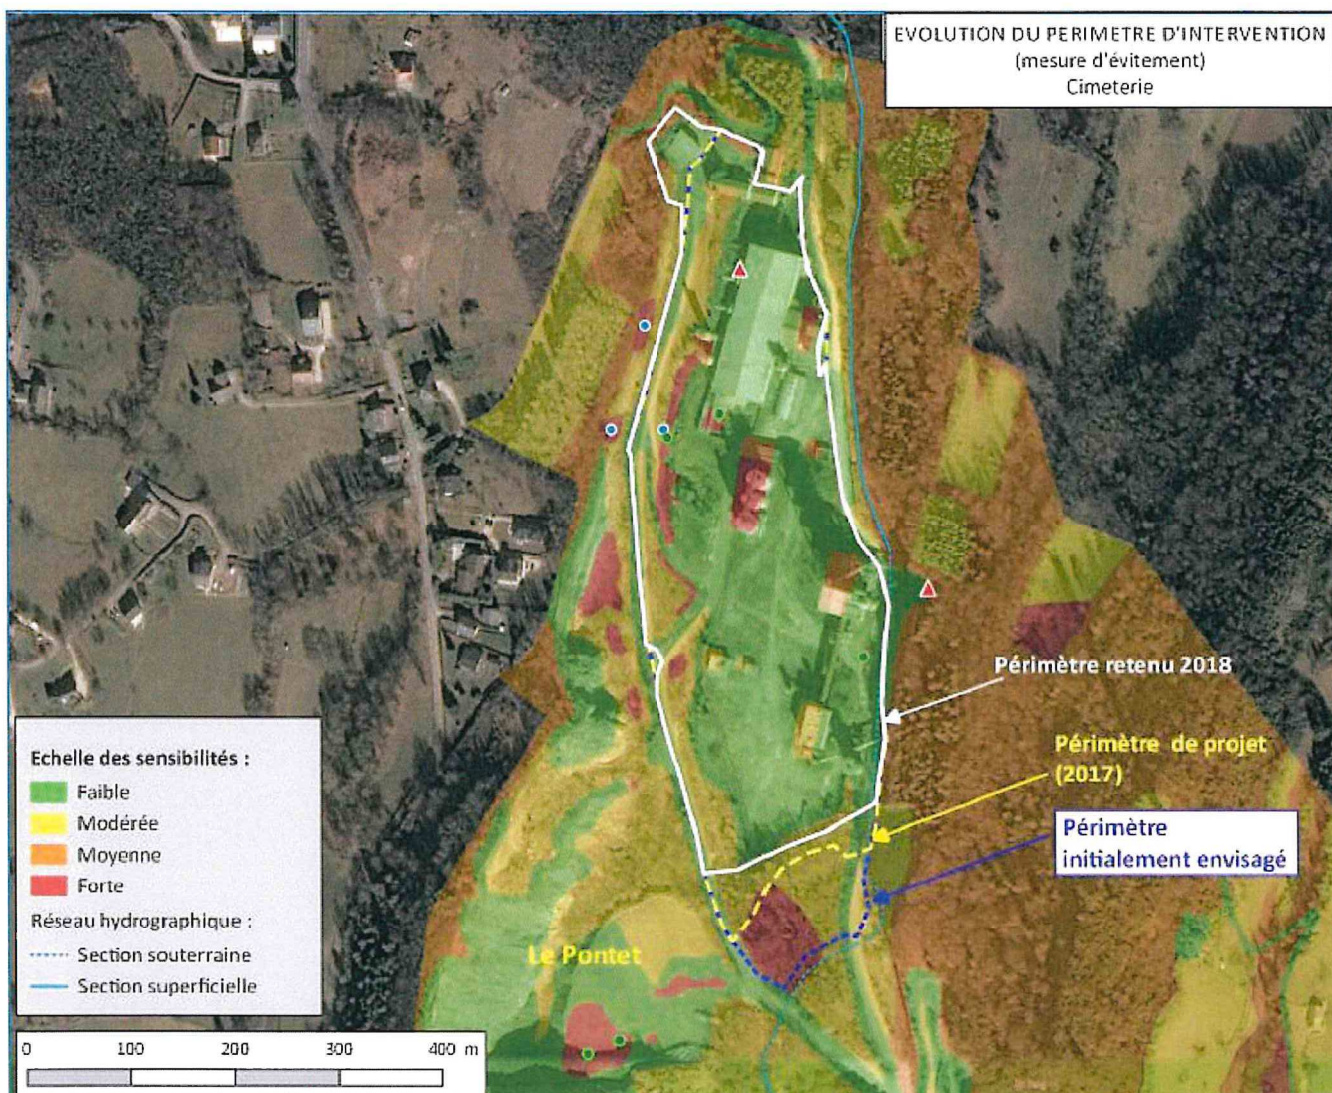 EVOLUTION DU PERIMETRE D'INTERVENTION
(mesure d'évitement)
Cimeterie
Périmètre retenu 2018
Périmètre de projet
(2017)
Périmètre
initialement envisagé
Le Pontet
Echelle des sensibilités :
Faible
Modérée
Moyenne
Forte
Réseau hydrographique :
Section souterraine
Section superficielle
0 100 200 300 400 m